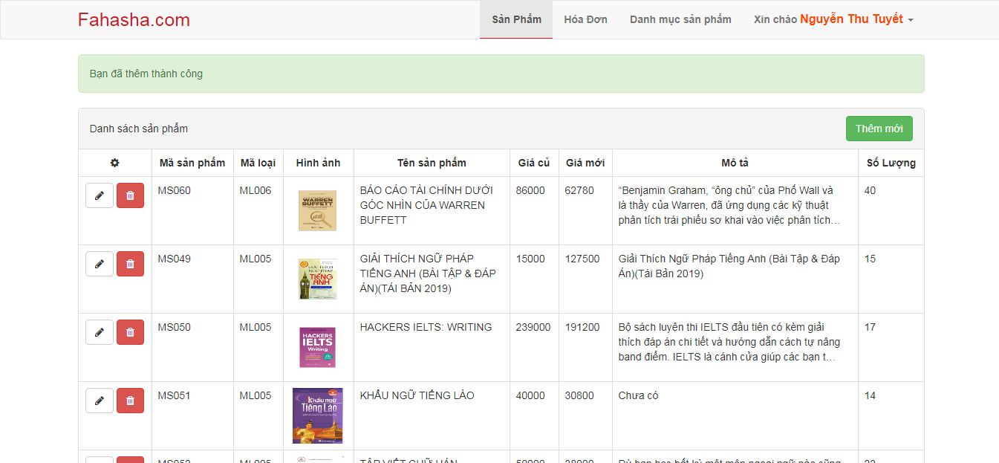 Fahasha.com
Sản Phẩm
Hóa Đơn
Danh mục sản phẩm
Xin chào Nguyễn Thu Tuyết
Bạn đã thêm thành công
Danh sách sản phẩm
Thêm mới
Mã sản phẩm
Mã loại
Hình ảnh
Tên sản phẩm
Giá củ
Giá mới
Mô tả
Số Lượng
MS060
ML006
WARREN
BUFFETT
BÁO CÁO TÀI CHÍNH DƯỚI
GÓC NHÌN CỦA WARREN
BUFFETT
86000
62780
“Benjamin Graham, “ông chủ” của Phố Wall và
là thầy của Warren, đã ứng dụng các kỹ thuật
phân tích trái phiếu sơ khai vào việc phân tích…
40
MS049
ML005
GIẢI THÍCH
NGỮ PHÁP
TIẾNG
ANH
GIẢI THÍCH NGỮ PHÁP
TIẾNG ANH (BÀI TẬP & ĐÁP
ÁN)(TÁI BẢN 2019)
15000
127500
Giải Thích Ngữ Pháp Tiếng Anh (Bài Tập & Đáp
Án)(Tái Bản 2019)
15
MS050
ML005
HACKERS
IELTS
Writing
HACKERS IELTS: WRITING
239000
191200
Bộ sách luyện thi IELTS đầu tiên có kèm giải
thích đáp án chi tiết và hướng dẫn cách tự nâng
band điểm. IELTS là cánh cửa giúp các bạn t…
17
MS051
ML005
Khẩu ngữ
Tiếng Lào
KHẨU NGỮ TIẾNG LÀO
40000
30800
Chưa có
14